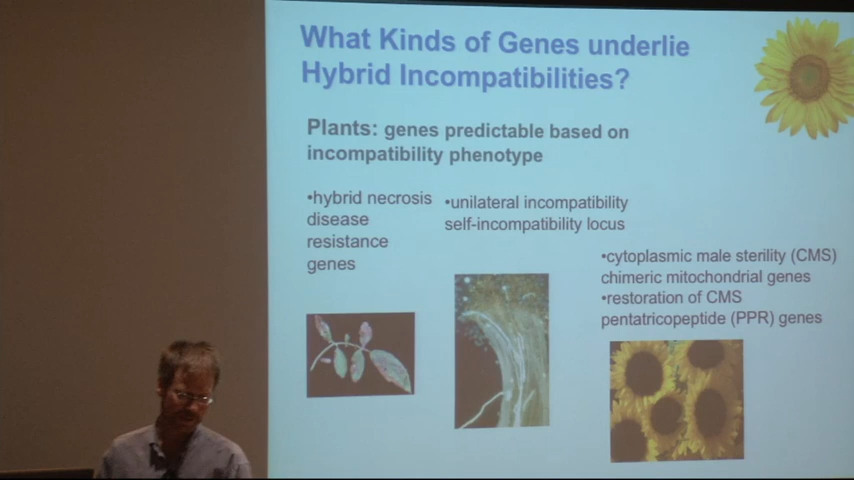 What Kinds of Genes underlie
Hybrid Incompatibilities?
Plants: genes predictable based on
incompatibility phenotype
•hybrid necrosis
disease
resistance
genes
•unilateral incompatibility
self-incompatibility locus
•cytoplasmic male sterility (CMS)
chimeric mitochondrial genes
•restoration of CMS
pentatricopeptide (PPR) genes